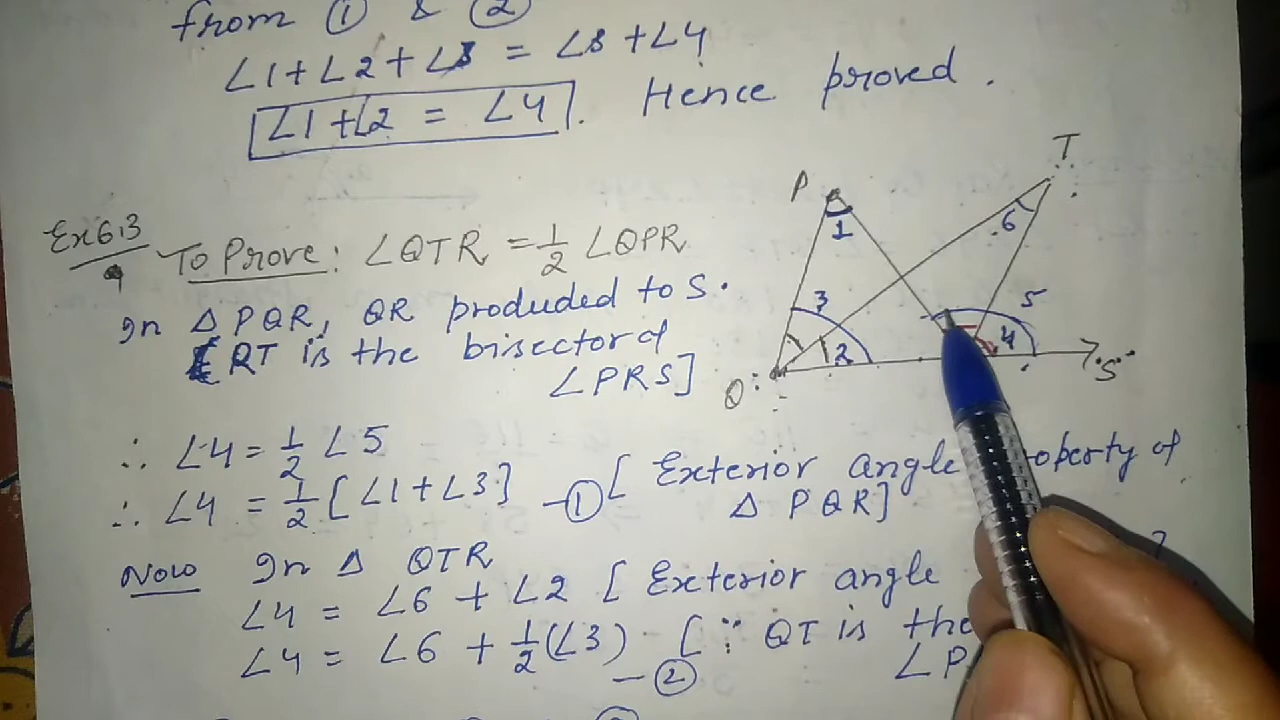 from ① & ②
∠1+∠2+∠3 = ∠3+∠4
∠1+∠2 = ∠4. Hence proved.
Ex6.3
9
To Prove: ∠QTR = 1/2 ∠QPR
In Δ PQR, QR produded to S.
[RT is the bisector of
∠PRS]
∴ ∠4 = 1/2 ∠5
∴ ∠4 = 1/2 [∠1+∠3] -① [Exterior angle property of
Δ PQR]
Now In Δ QTR
∠4 = ∠6 + ∠2 [Exterior angle
∠4 = ∠6 + 1/2(∠3) [∵ QT is the
-②
P
T
1
6
3
5
2
4
Q
S